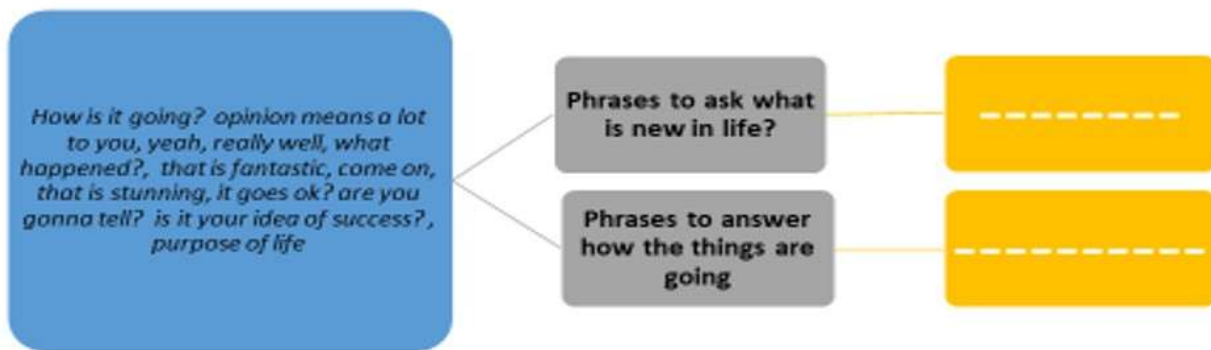 How is it going?  opinion means a lot
to you, yeah, really well, what
happened?,  that is fantastic, come on,
that is stunning, it goes ok? are you
gonna tell?  is it your idea of success? ,
purpose of life
Phrases to ask what
is new in life?
--------
Phrases to answer
how the things are
going
----------